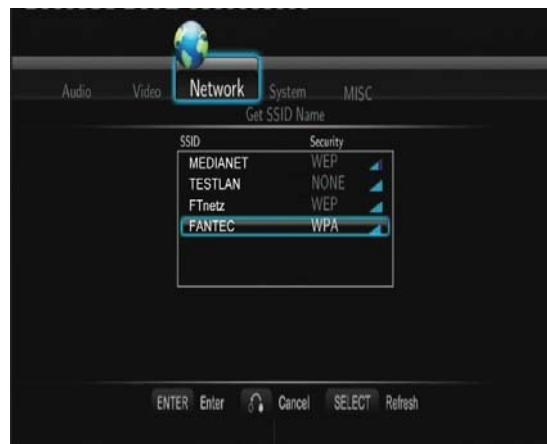 Audio Video Network System MISC
Get SSID Name
SSID Security
MEDIANET WEP
TESTLAN NONE
FTnetz WEP
FANTEC WPA
ENTER Enter Cancel SELECT Refresh